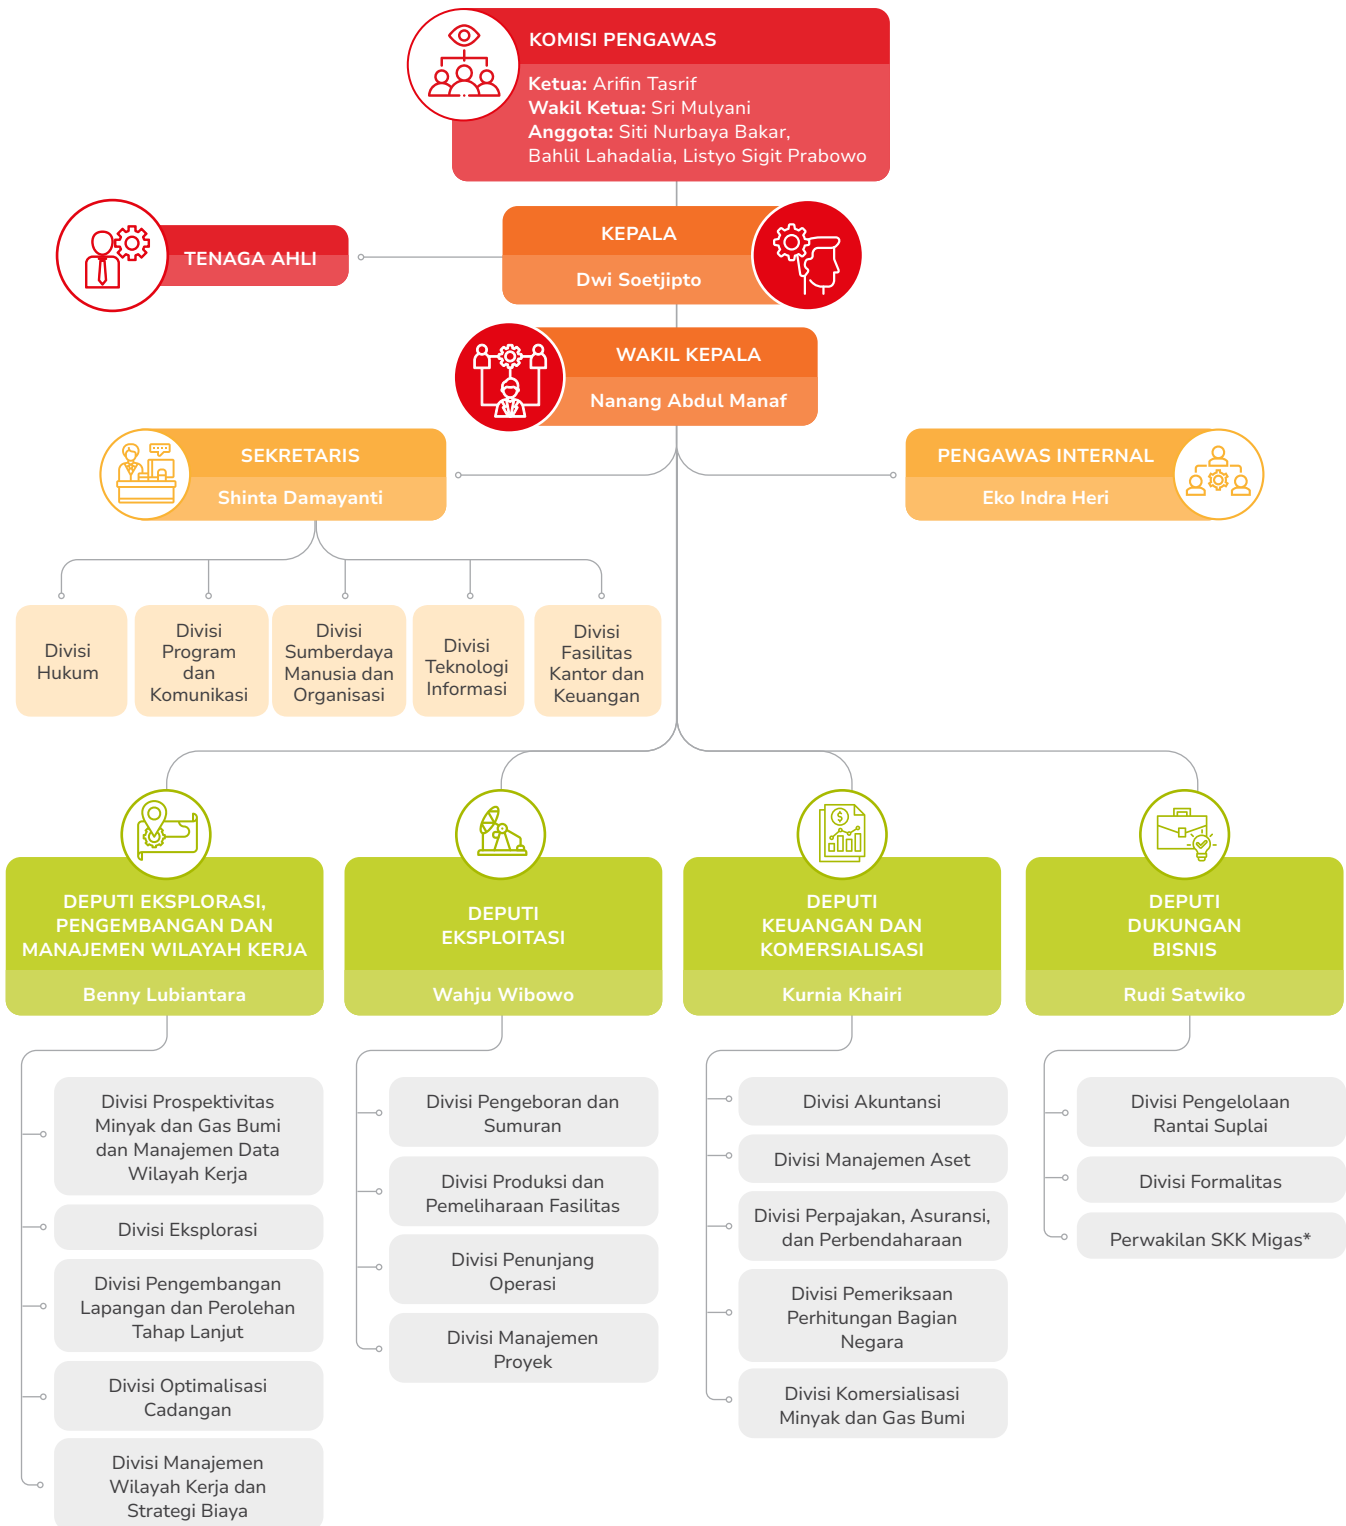 KOMISI PENGAWAS
Ketua: Arifin Tasrif
Wakil Ketua: Sri Mulyani
Anggota: Siti Nurbaya Bakar,
Bahlil Lahadalia, Listyo Sigit Prabowo
TENAGA AHLI
KEPALA
Dwi Soetjipto
WAKIL KEPALA
Nanang Abdul Manaf
SEKRETARIS
Shinta Damayanti
PENGAWAS INTERNAL
Eko Indra Heri
Divisi
Hukum
Divisi
Program
dan
Komunikasi
Divisi
Sumberdaya
Manusia dan
Organisasi
Divisi
Teknologi
Informasi
Divisi
Fasilitas
Kantor dan
Keuangan
DEPUTI EKSPLORASI,
PENGEMBANGAN DAN
MANAJEMEN WILAYAH KERJA
Benny Lubiantara
Divisi Prospektivitas
Minyak dan Gas Bumi
dan Manajemen Data
Wilayah Kerja
Divisi Eksplorasi
Divisi Pengembangan
Lapangan dan Perolehan
Tahap Lanjut
Divisi Optimalisasi
Cadangan
Divisi Manajemen
Wilayah Kerja dan
Strategi Biaya
DEPUTI
EKSPLOITASI
Wahju Wibowo
Divisi Pengeboran dan
Sumuran
Divisi Produksi dan
Pemeliharaan Fasilitas
Divisi Penunjang
Operasi
Divisi Manajemen
Proyek
$
DEPUTI
KEUANGAN DAN
KOMERSIALISASI
Kurnia Khairi
Divisi Akuntansi
Divisi Manajemen Aset
Divisi Perpajakan, Asuransi,
dan Perbendaharaan
Divisi Pemeriksaan
Perhitungan Bagian
Negara
Divisi Komersialisasi
Minyak dan Gas Bumi
DEPUTI
DUKUNGAN
BISNIS
Rudi Satwiko
Divisi Pengelolaan
Rantai Suplai
Divisi Formalitas
Perwakilan SKK Migas*